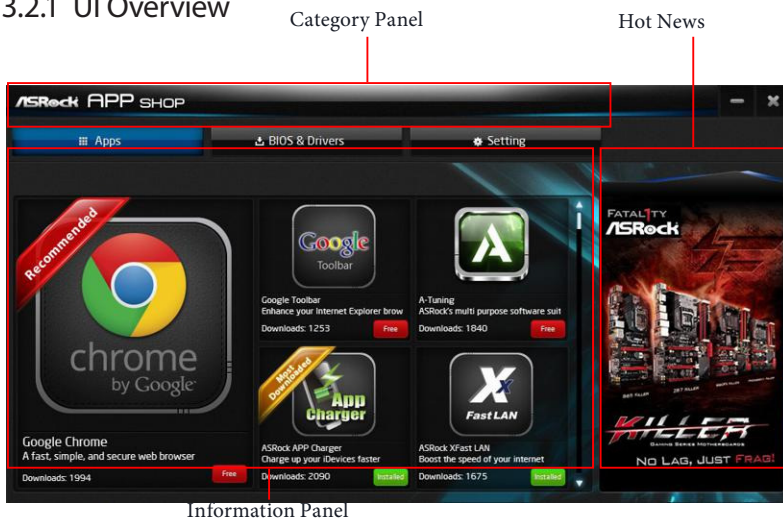 3.2.1 UI Overview
Category Panel
Hot News
ASRock APP SHOP
Apps
BIOS & Drivers
Setting
Recommended
chrome
by Google
Google Chrome
A fast, simple, and secure web browser
Downloads: 1994
Free
Google
Toolbar
Google Toolbar
Enhance your Internet Explorer brow
Downloads: 1253
Free
A-Tuning
ASRock's multi purpose software suit
Downloads: 1840
Free
Most
Downloaded
App
Charger
ASRock APP Charger
Charge up your iDevices faster
Downloads: 2090
Installed
Fast LAN
ASRock XFast LAN
Boost the speed of your internet
Downloads: 1675
Installed
FATAL1TY
ASRock
KILLER
GAMING SERIES MOTHERBOARDS
NO LAG, JUST FRAG!
Information Panel